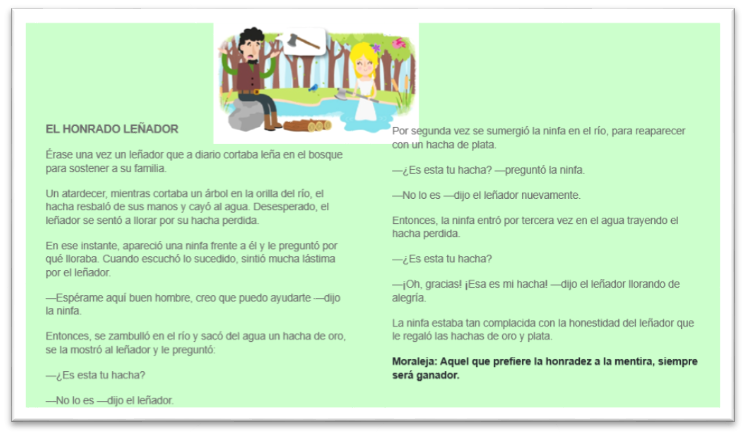 EL HONRADO LEÑADOR
Érase una vez un leñador que a diario cortaba leña en el bosque
para sostener a su familia.
Un atardecer, mientras cortaba un árbol en la orilla del río, el
hacha resbaló de sus manos y cayó al agua. Desesperado, el
leñador se sentó a llorar por su hacha perdida.
En ese instante, apareció una ninfa frente a él y le preguntó por
qué lloraba. Cuando escuchó lo sucedido, sintió mucha lástima
por el leñador.
—Espérame aquí buen hombre, creo que puedo ayudarte —dijo
la ninfa.
Entonces, se zambulló en el río y sacó del agua un hacha de oro,
se la mostró al leñador y le preguntó:
—¿Es esta tu hacha?
—No lo es —dijo el leñador.
Por segunda vez se sumergió la ninfa en el río, para reaparecer
con un hacha de plata.
—¿Es esta tu hacha? —preguntó la ninfa.
—No lo es —dijo el leñador nuevamente.
Entonces, la ninfa entró por tercera vez en el agua trayendo el
hacha perdida.
—¿Es esta tu hacha?
—¡Oh, gracias! ¡Esa es mi hacha! —dijo el leñador llorando de
alegría.
La ninfa estaba tan complacida con la honestidad del leñador que
le regaló las hachas de oro y plata.
Moraleja: Aquel que prefiere la honradez a la mentira, siempre
será ganador.